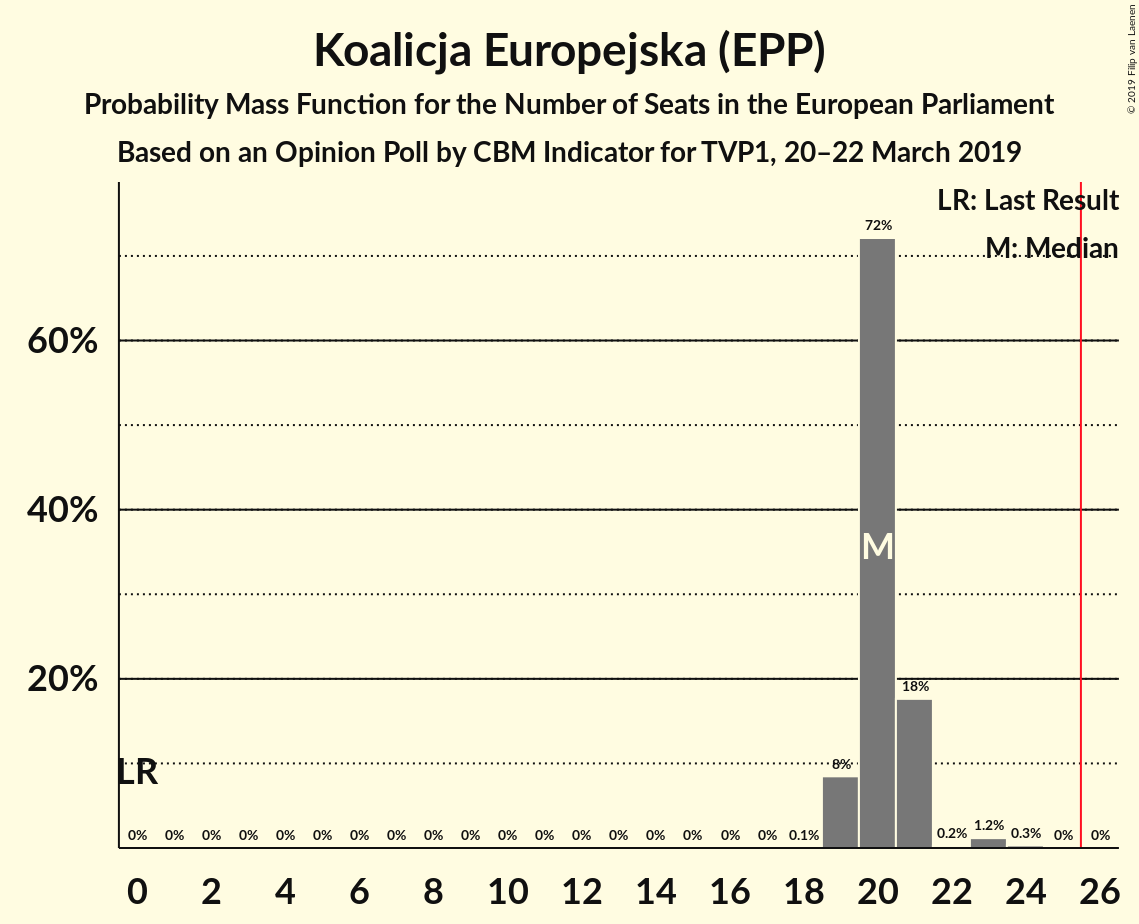 Koalicja Europejska (EPP)
Probability Mass Function for the Number of Seats in the European Parliament
Based on an Opinion Poll by CBM Indicator for TVP1, 20–22 March 2019
© 2019 Filip van Laenen
LR: Last Result
M: Median
72%
60%
40%
M
20%
18%
LR
8%
0% 0% 0% 0% 0% 0% 0% 0% 0% 0% 0% 0% 0% 0% 0% 0% 0% 0% 0.1% 0.2% 1.2% 0.3% 0% 0%
0 2 4 6 8 10 12 14 16 18 20 22 24 26